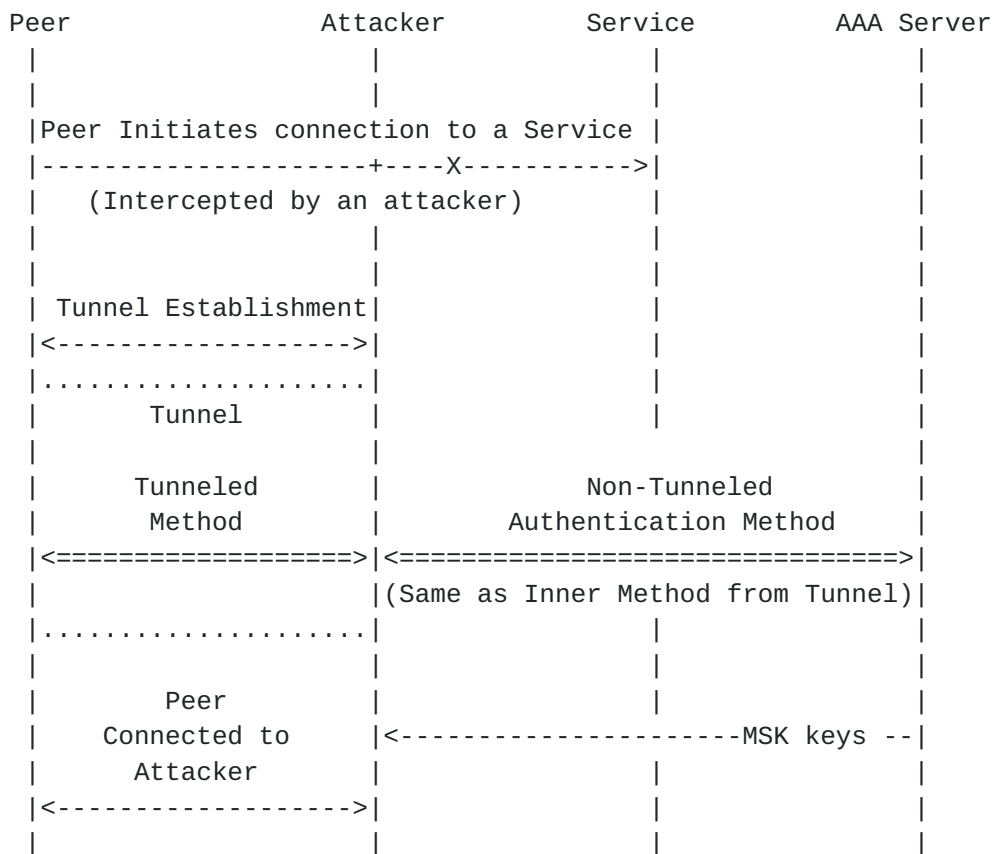 Peer                Attacker         Service         AAA Server
 |                      |                 |                |
 |                      |                 |                |
 |Peer Initiates connection to a Service |                |
 |---------------------+----X----------->|                |
 |   (Intercepted by an attacker)        |                |
 |                     |                 |                |
 |                     |                 |                |
 | Tunnel Establishment|                 |                |
 |<------------------->|                 |                |
 |.....................|                 |                |
 |       Tunnel        |                 |                |
 |                     |                                  |
 |      Tunneled       |             Non-Tunneled         |
 |       Method        |        Authentication Method     |
 |<===================>|<================================>|
 |                     |(Same as Inner Method from Tunnel)|
 |.....................|                 |                |
 |                     |                 |                |
 |        Peer         |                 |                |
 |    Connected to     |<----------------------MSK keys --|
 |      Attacker       |                 |                |
 |<------------------->|                 |                |
 |                     |                 |                |